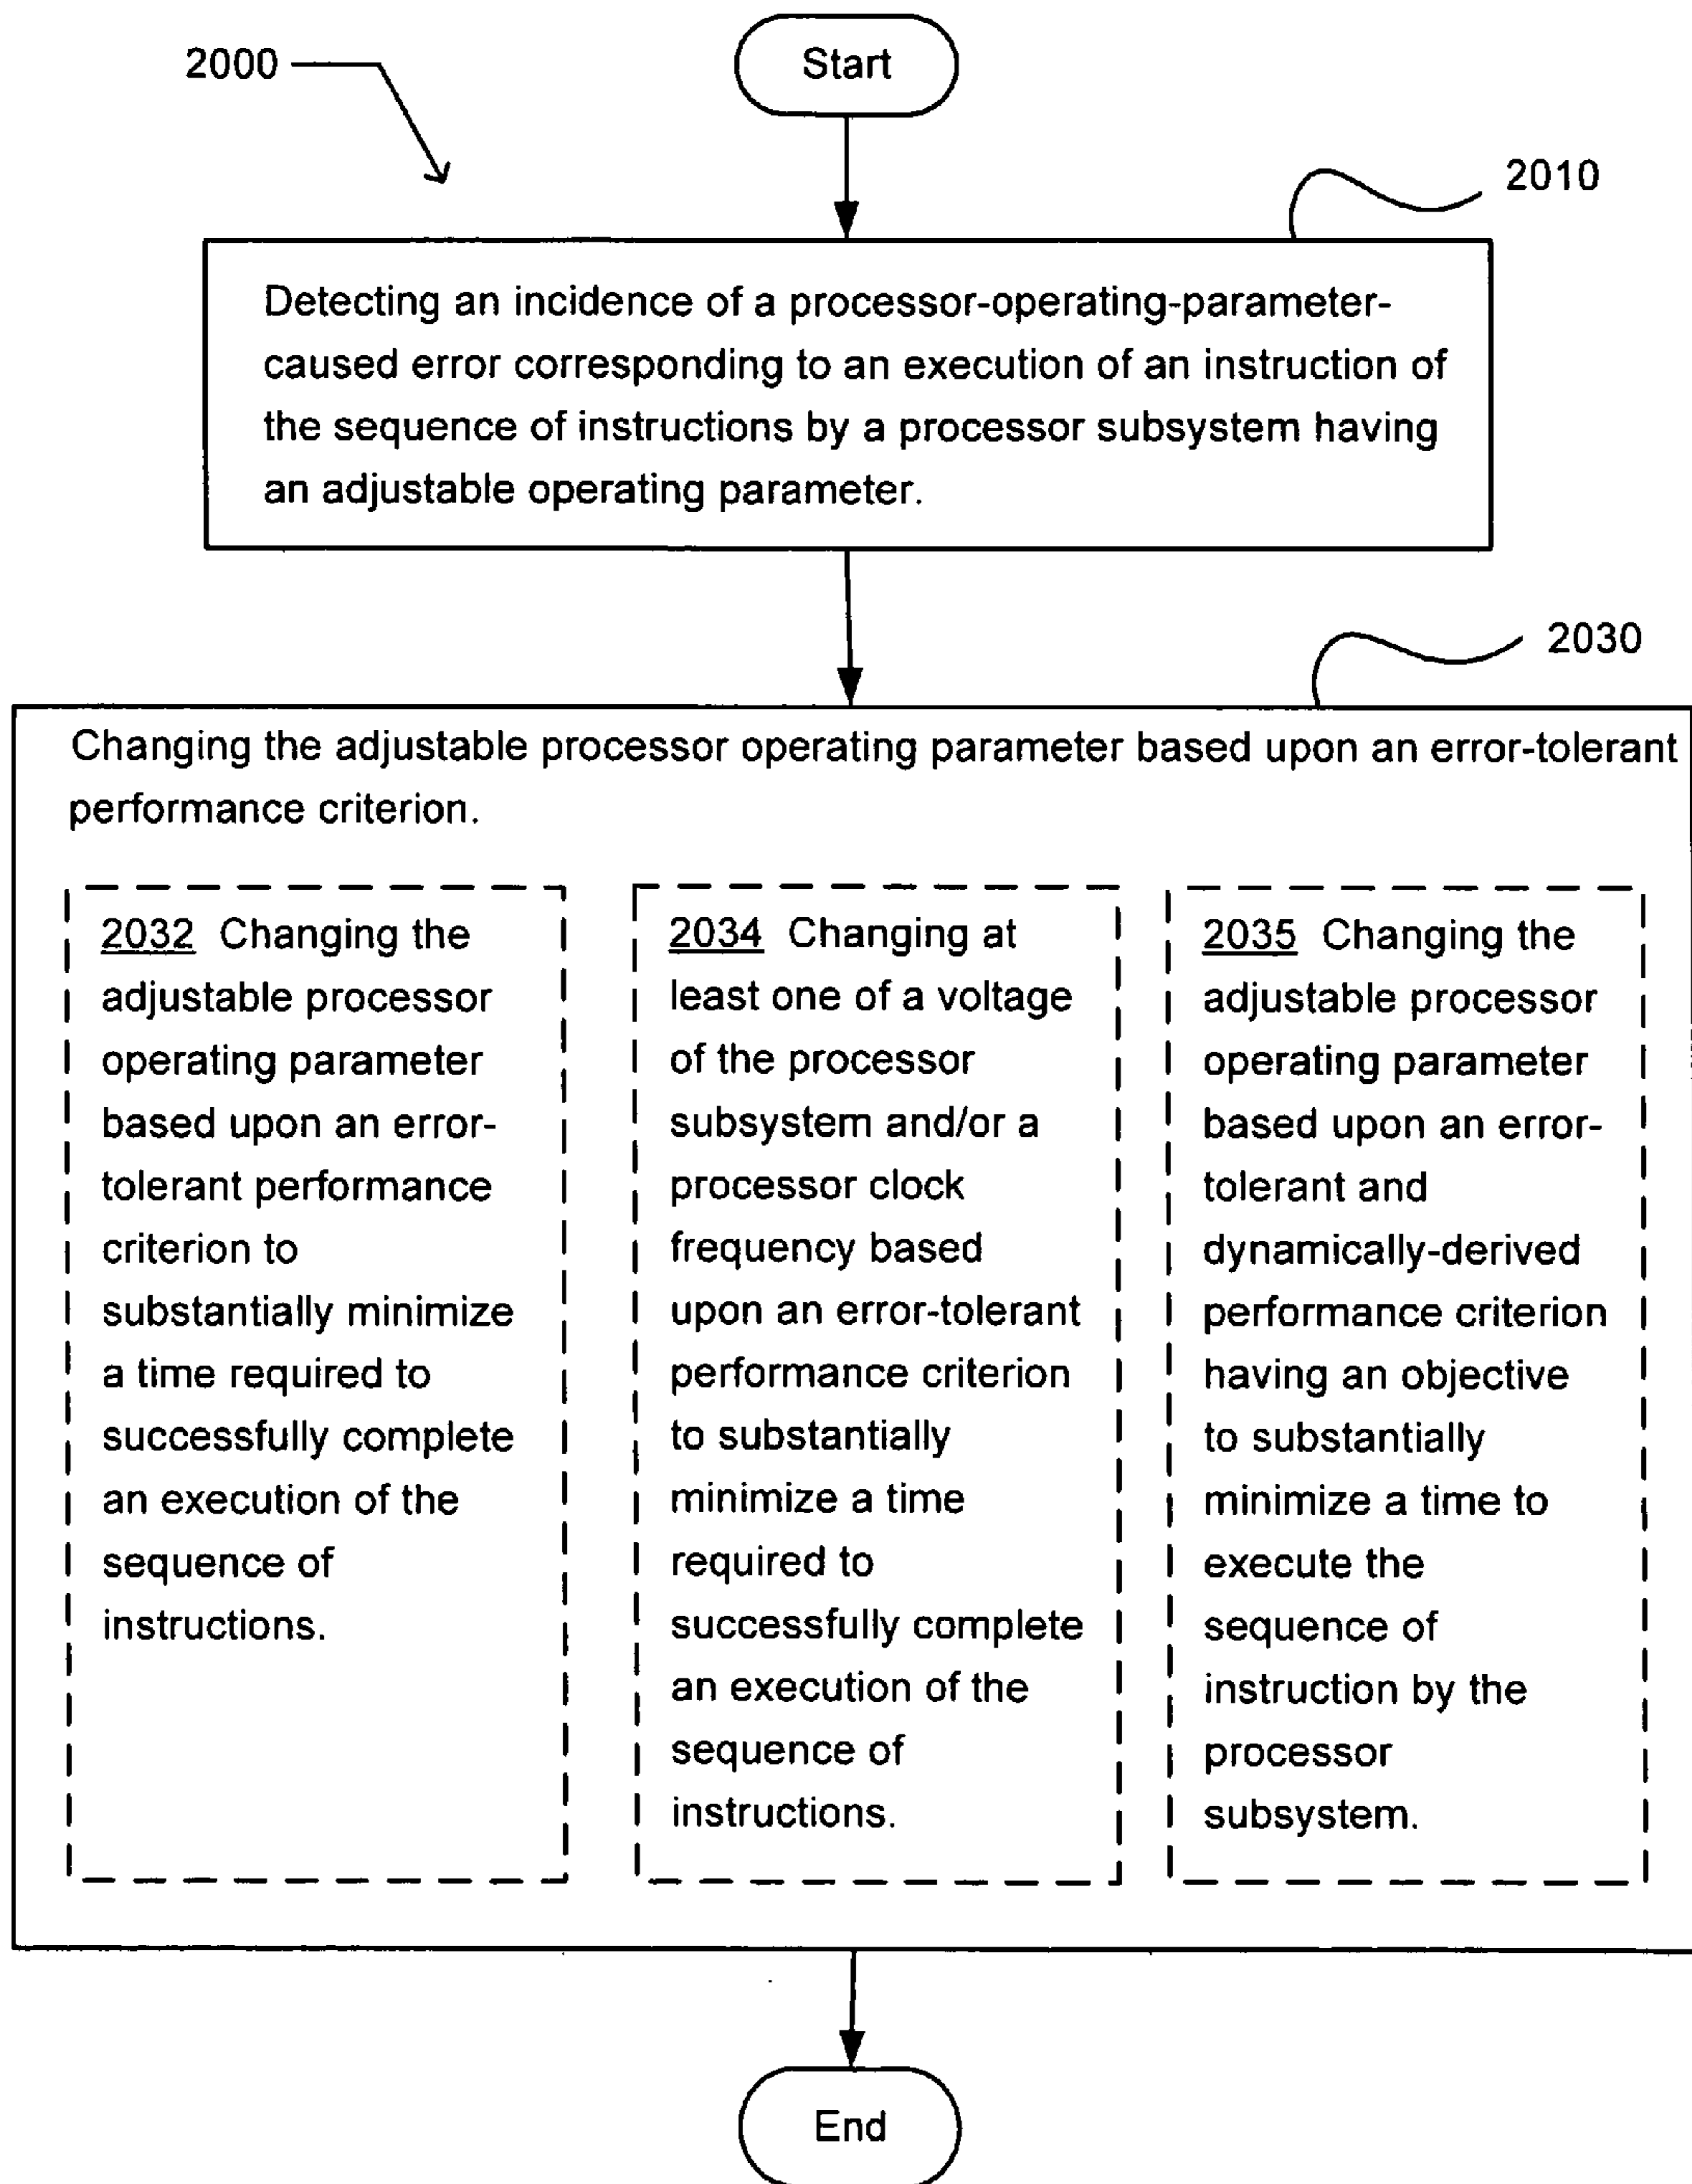 Start
2000
2010
Detecting an incidence of a processor-operating-parameter-
caused error corresponding to an execution of an instruction of
the sequence of instructions by a processor subsystem having
an adjustable operating parameter.
2030
Changing the adjustable processor operating parameter based upon an error-tolerant
performance criterion.
2032 Changing the
adjustable processor
operating parameter
based upon an error-
tolerant performance
criterion to
substantially minimize
a time required to
successfully complete
an execution of the
sequence of
instructions.
2034 Changing at
least one of a voltage
of the processor
subsystem and/or a
processor clock
frequency based
upon an error-tolerant
performance criterion
to substantially
minimize a time
required to
successfully complete
an execution of the
sequence of
instructions.
2035 Changing the
adjustable processor
operating parameter
based upon an error-
tolerant and
dynamically-derived
performance criterion
having an objective
to substantially
minimize a time to
execute the
sequence of
instruction by the
processor
subsystem.
End